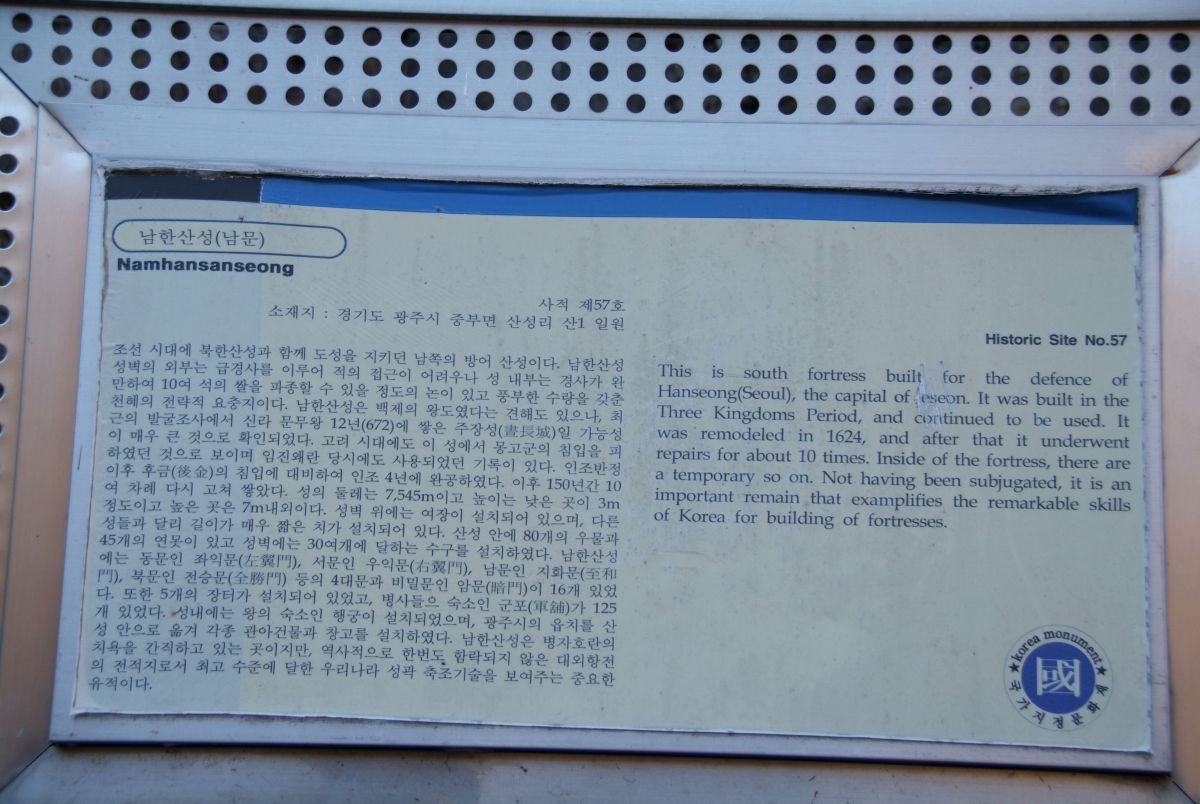 남한산성(남문)
Namhansanseong
사적 제57호
소재지 : 경기도 광주시 중부면 산성리 산1 일원
조선 시대에 북한산성과 함께 도성을 지키던 남쪽의 방어 산성이다. 남한산성
성벽의 외부는 급경사를 이루어 적의 접근이 어려우나 성 내부는 경사가 완
만하여 10여 석의 쌀을 파종할 수 있을 정도의 논이 있고 풍부한 수량을 갖춘
천혜의 전략적 요충지이다. 남한산성은 백제의 왕도였다는 견해도 있으나, 최
근의 발굴조사에서 신라 문무왕 12년(672)에 쌓은 주장성(晝長城)일 가능성
이 매우 큰 것으로 확인되었다. 고려 시대에도 이 성에서 몽고군의 침입을 피
하였던 것으로 보이며 임진왜란 당시에도 사용되었던 기록이 있다. 인조반정
이후 후금(後金)의 침입에 대비하여 인조 4년에 완공하였다. 이후 150년간 10
여 차례 다시 고쳐 쌓았다. 성의 둘레는 7,545m이고 높이는 낮은 곳이 3m
정도이고 높은 곳은 7m내외이다. 성벽 위에는 여장이 설치되어 있으며, 다른
성들과 달리 길이가 매우 짧은 치가 설치되어 있다. 산성 안에 80개의 우물과
45개의 연못이 있고 성벽에는 30여개에 달하는 수구를 설치하였다. 남한산성
에는 동문인 좌익문(左翼門), 서문인 우익문(右翼門), 남문인 지화문(至和
門), 북문인 전승문(全勝門) 등의 4대문과 비밀문인 암문(暗門)이 16개 있었
다. 또한 5개의 장터가 설치되어 있었고, 병사들으 숙소인 군포(軍舖)가 125
개 있었다. 성내에는 왕의 숙소인 행궁이 설치되었으며, 광주시의 읍치를 산
성 안으로 옮겨 각종 관아건물과 창고를 설치하였다. 남한산성은 병자호란의
치욕을 간직하고 있는 곳이지만, 역사적으로 한번도 함락되지 않은 대외항전
의 전적지로서 최고 수준에 달한 우리나라 성곽 축조기술을 보여주는 중요한
유적이다.
Historic Site No.57
This is south fortress built for the defence of
Hanseong(Seoul), the capital of eseon. It was built in the
Three Kingdoms Period, and continued to be used. It
was remodeled in 1624, and after that it underwent
repairs for about 10 times. Inside of the fortress, there are
a temporary so on. Not having been subjugated, it is an
important remain that examplifies the remarkable skills
of Korea for building of fortresses.
★korea monument★
國
국가지정문화재